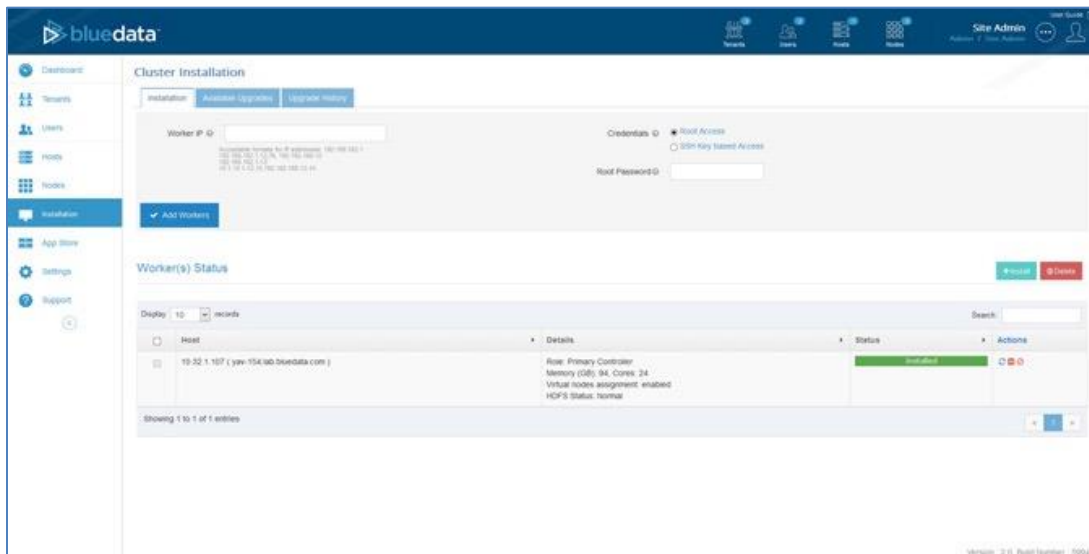 User Guide
bluedata
Tenants
Users
Hosts
Nodes
Site Admin
Dashboard
Tenants
Users
Hosts
Nodes
Installation
App Store
Settings
Support
Cluster Installation
Installation
Available Upgrades
Upgrade History
Worker IP
Credentials
Root Access
SSH Key based Access
Root Password
Add Workers
Worker(s) Status
Install
Delete
Display 10 records
Search:
Host
Details
Status
Actions
10.32.1.107 ( yav-154.lab.bluedata.com )
Role: Primary Controller
Memory (GB): 94, Cores: 24
Virtual nodes assignment: enabled
HDFS Status: Normal
Installed
Showing 1 to 1 of 1 entries
1